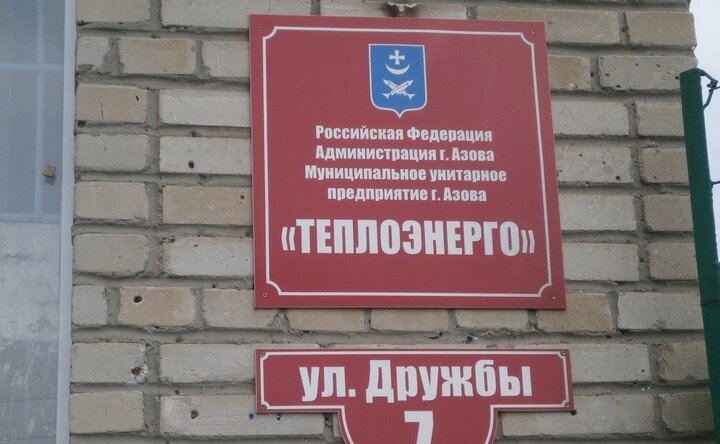 Российская Федерация
Администрация г. Азова
Муниципальное унитарное
предприятие г. Азова
«ТЕПЛОЭНЕРГО»
ул. Дружбы
7